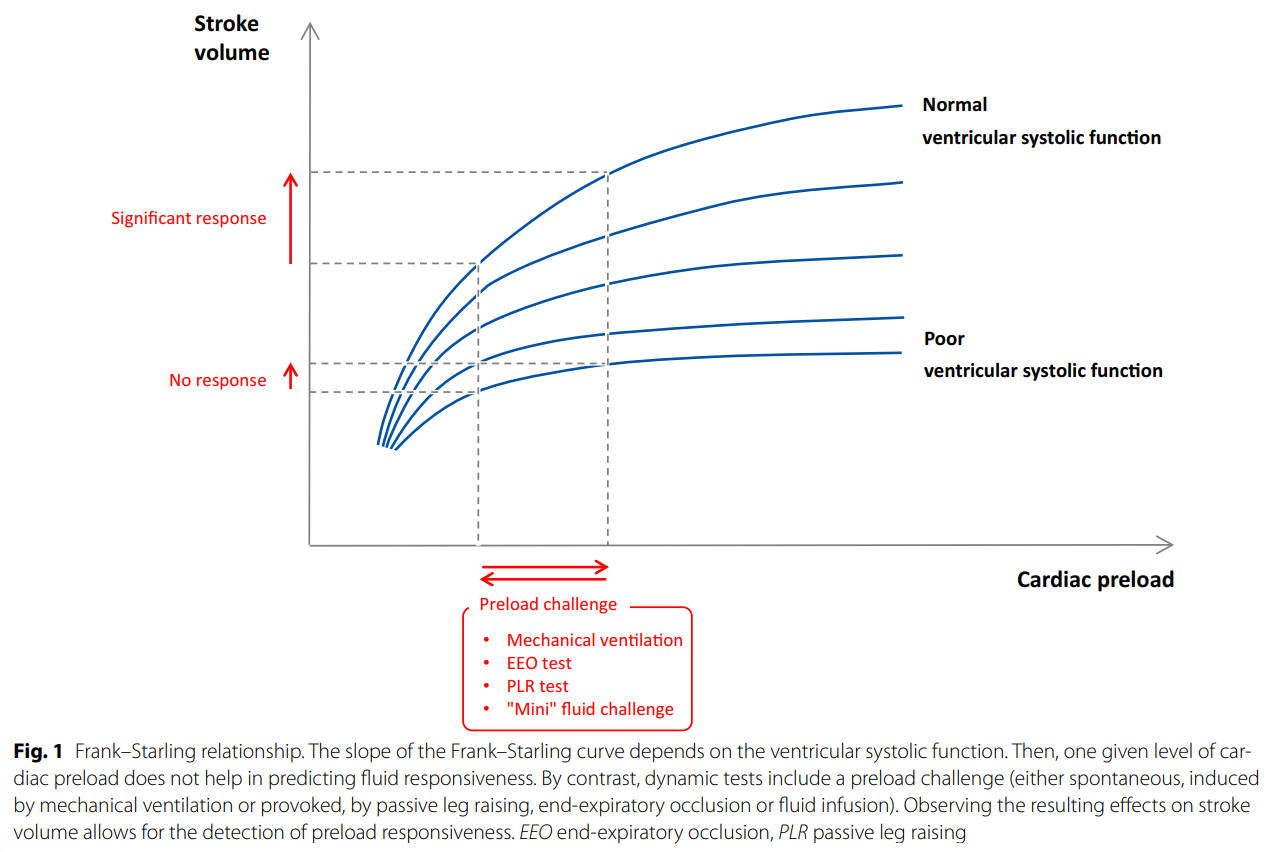 Stroke
volume
Normal
ventricular systolic function
Significant response
Poor
ventricular systolic function
No response
Cardiac preload
Preload challenge
• Mechanical ventilation
• EEO test
• PLR test
• "Mini" fluid challenge
Fig. 1 Frank–Starling relationship. The slope of the Frank–Starling curve depends on the ventricular systolic function. Then, one given level of car-
diac preload does not help in predicting fluid responsiveness. By contrast, dynamic tests include a preload challenge (either spontaneous, induced
by mechanical ventilation or provoked, by passive leg raising, end-expiratory occlusion or fluid infusion). Observing the resulting effects on stroke
volume allows for the detection of preload responsiveness. EEO end-expiratory occlusion, PLR passive leg raising